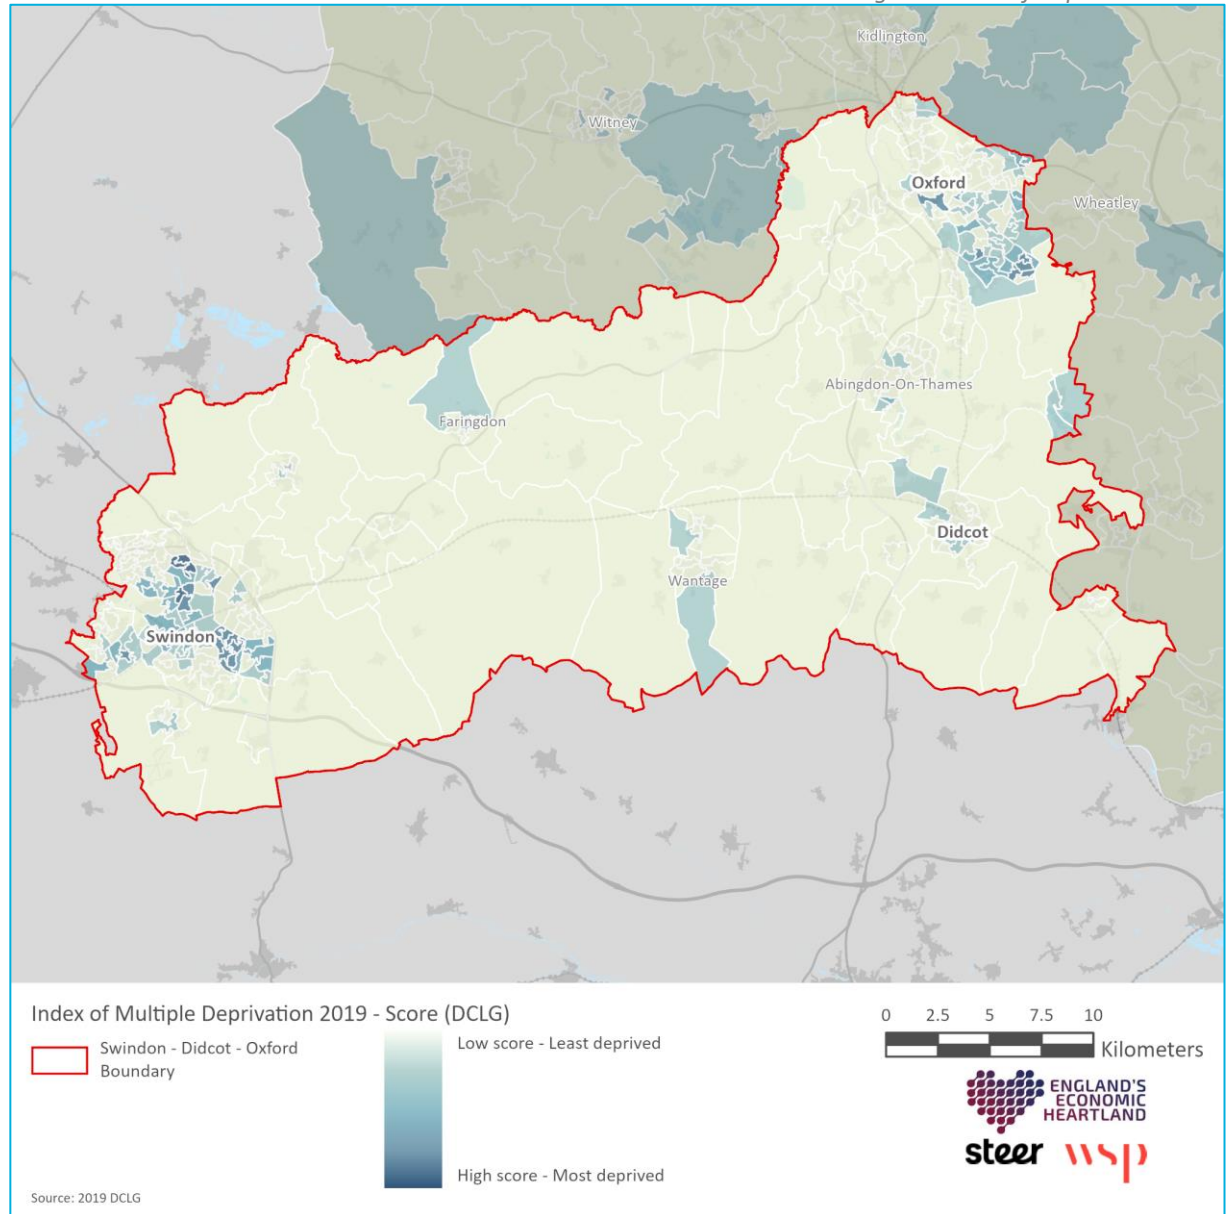 Kidlington
Witney
Oxford
Wheatley
Abingdon-On-Thames
Faringdon
Didcot
Wantage
Swindon
Index of Multiple Deprivation 2019 - Score (DCLG)
Swindon - Didcot - Oxford
Boundary
Low score - Least deprived
High score - Most deprived
0 2.5 5 7.5 10
Kilometers
ENGLAND'S
ECONOMIC
HEARTLAND
steer wsp
Source: 2019 DCLG